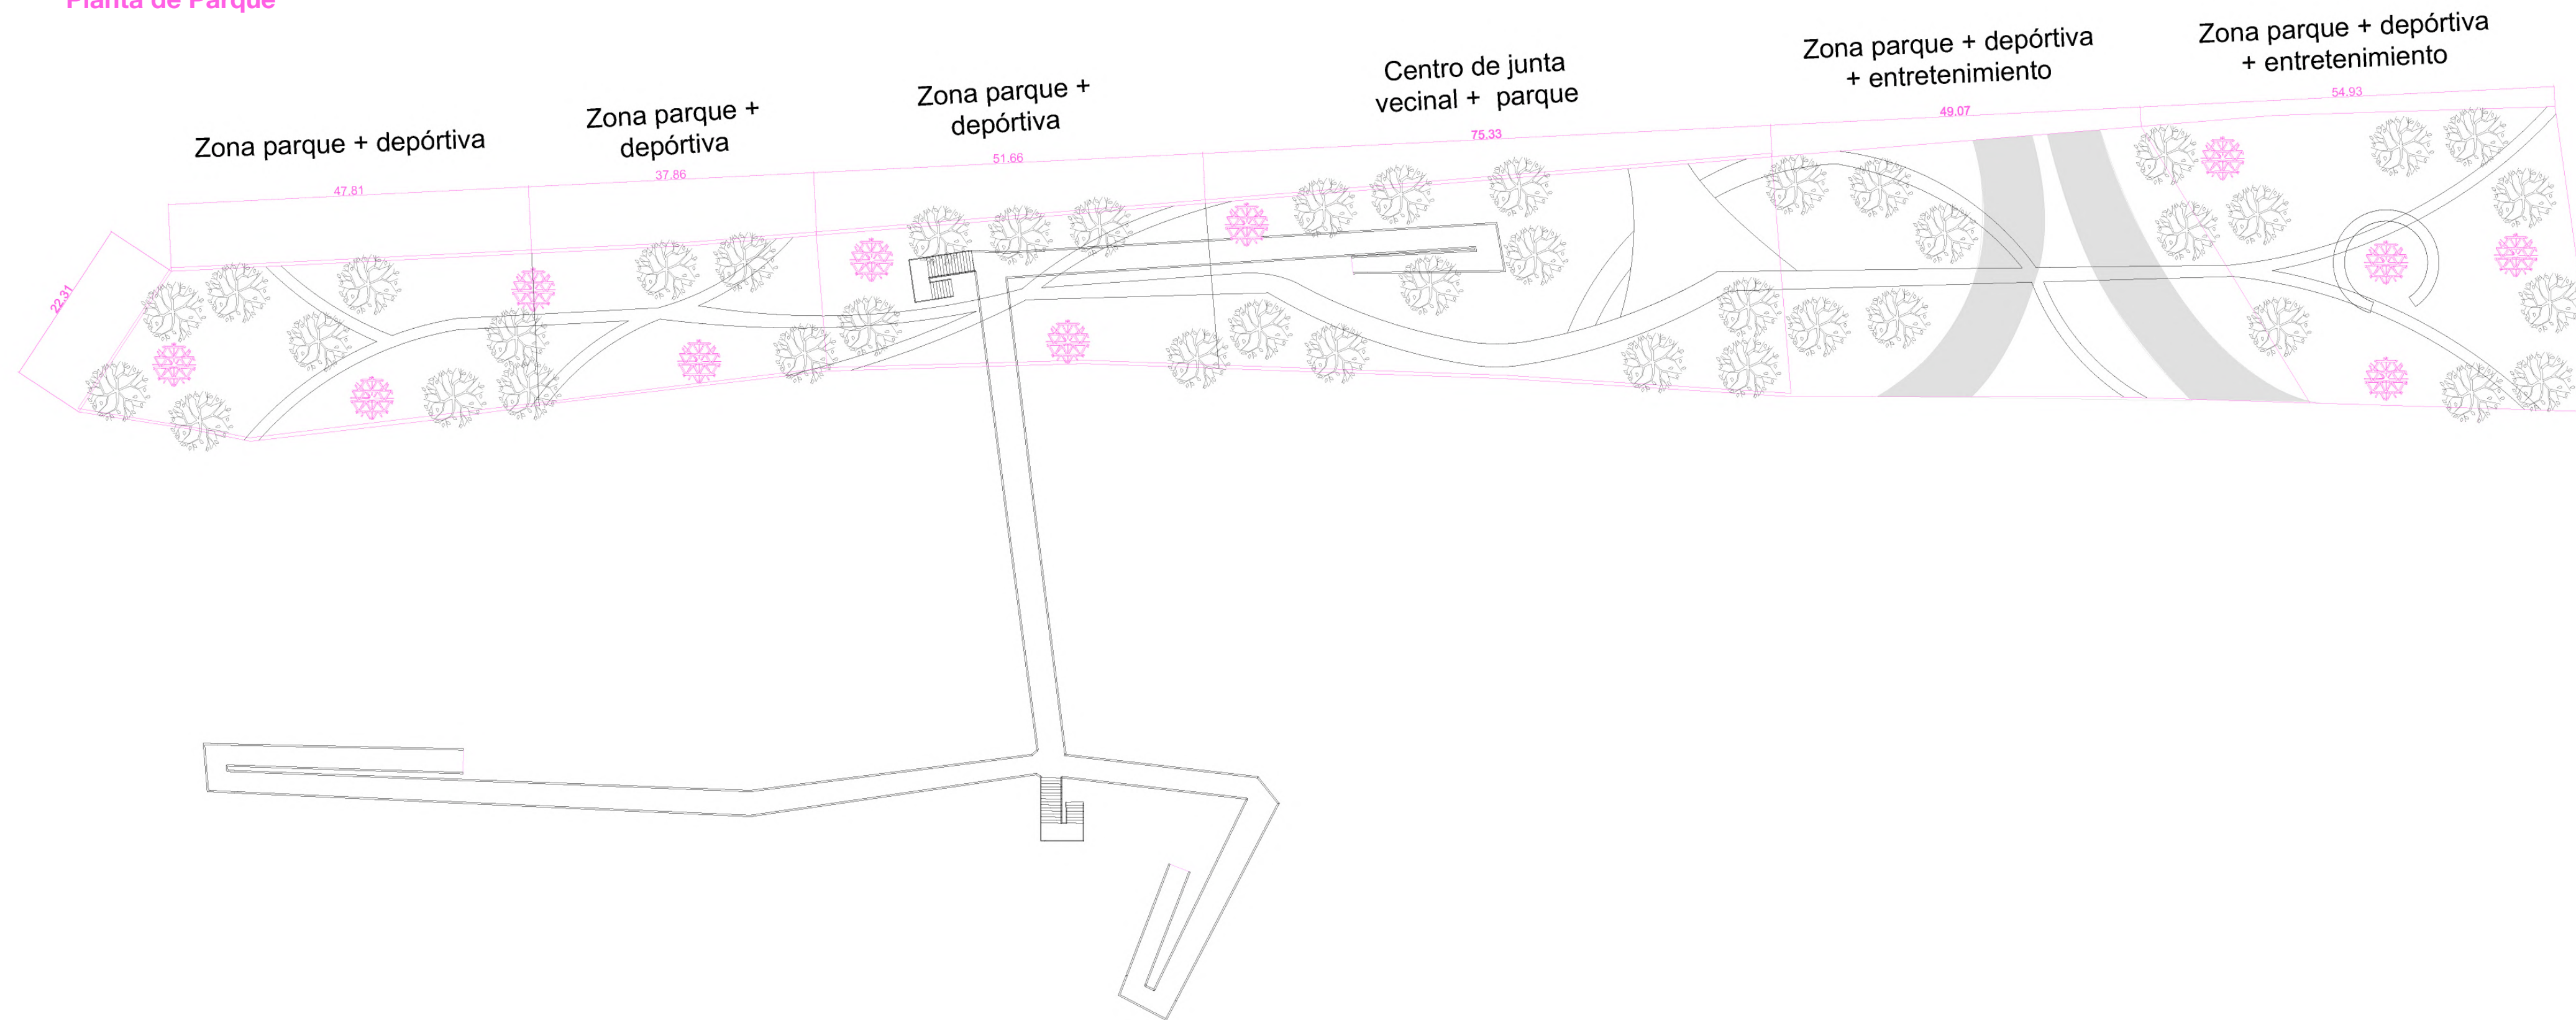 Planta de Parque
Zona parque + depórtiva
Zona parque +
depórtiva
Zona parque +
depórtiva
Centro de junta
vecinal + parque
Zona parque + depórtiva
+ entretenimiento
Zona parque + depórtiva
+ entretenimiento
47.81
37.86
51.66
75.33
49.07
54.93
22.31